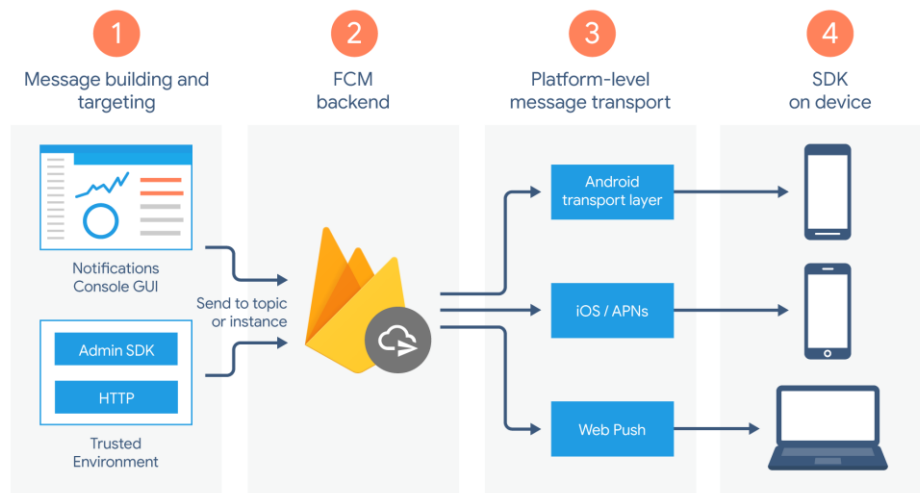 1
Message building and
targeting
2
FCM
backend
3
Platform-level
message transport
4
SDK
on device
Notifications
Console GUI
Send to topic
or instance
Admin SDK
HTTP
Trusted
Environment
Android
transport layer
iOS / APNs
Web Push